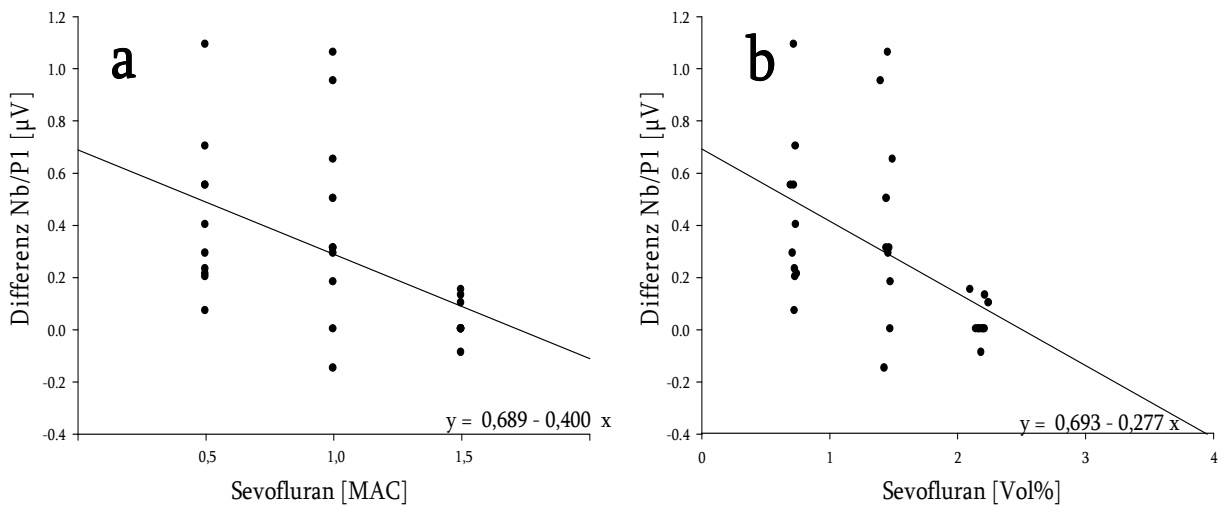 a
Differenz Nb/P1 [µV]
1.2
1.0
0.8
0.6
0.4
0.2
0.0
-0.2
-0.4
y = 0,689 - 0,400 x
0,5 1,0 1,5
Sevofluran [MAC]
b
Differenz Nb/P1 [µV]
1.2
1.0
0.8
0.6
0.4
0.2
0.0
-0.2
-0.4
y = 0,693 - 0,277 x
0 1 2 3 4
Sevofluran [Vol%]